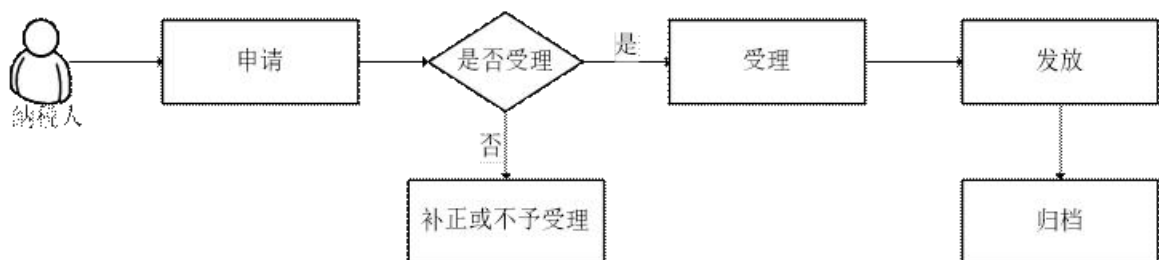 纳税人
申请
是否受理
是
受理
发放
否
补正或不予受理
归档